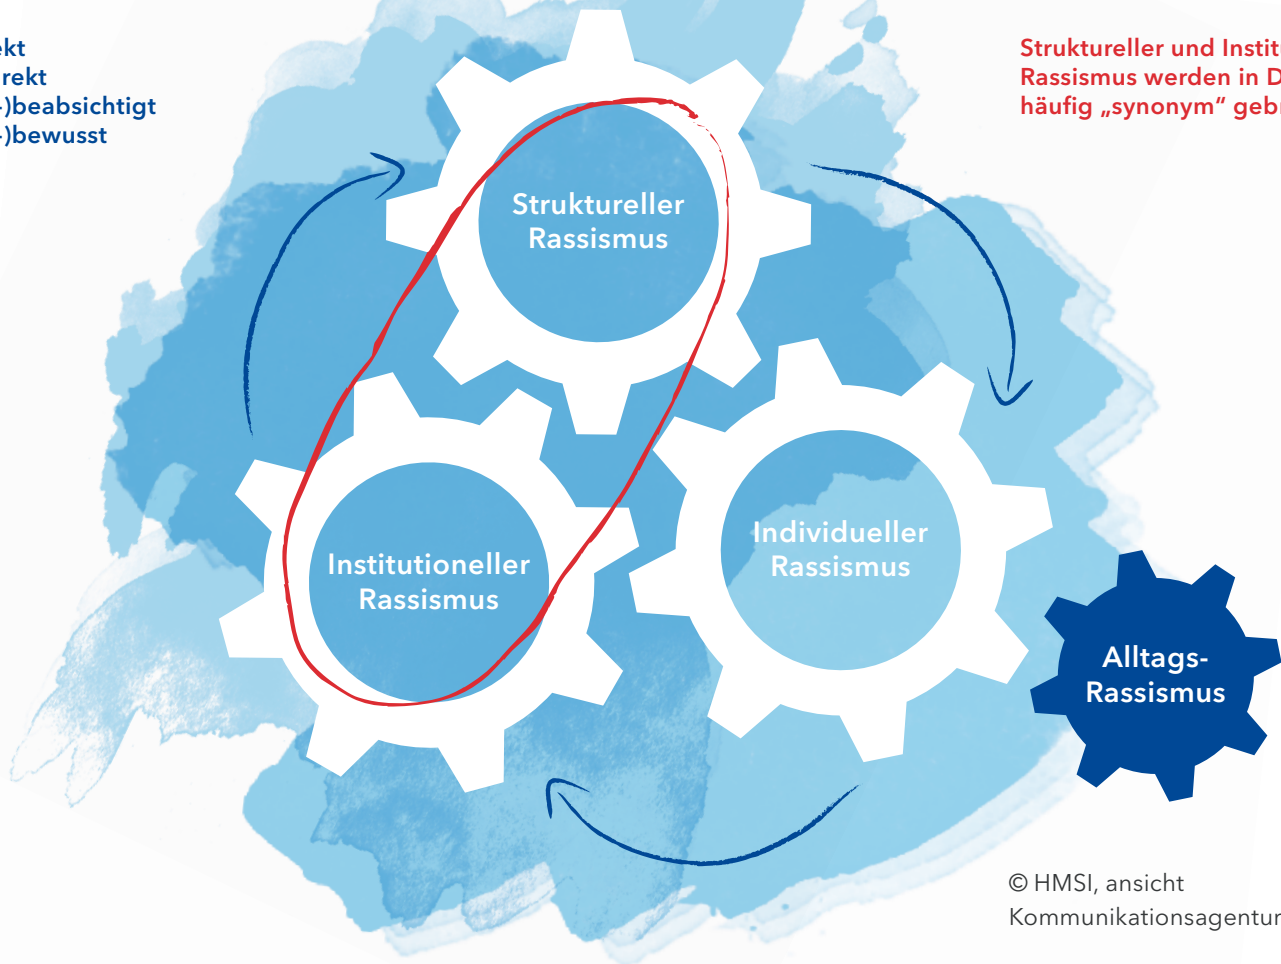 ekt
rekt
-)beabsichtigt
-)bewusst
Struktureller und Instit
Rassismus werden in D
häufig „synonym“ geb
Struktureller
Rassismus
Institutioneller
Rassismus
Individueller
Rassismus
Alltags-
Rassismus
© HMSI, ansicht
Kommunikationsagentur